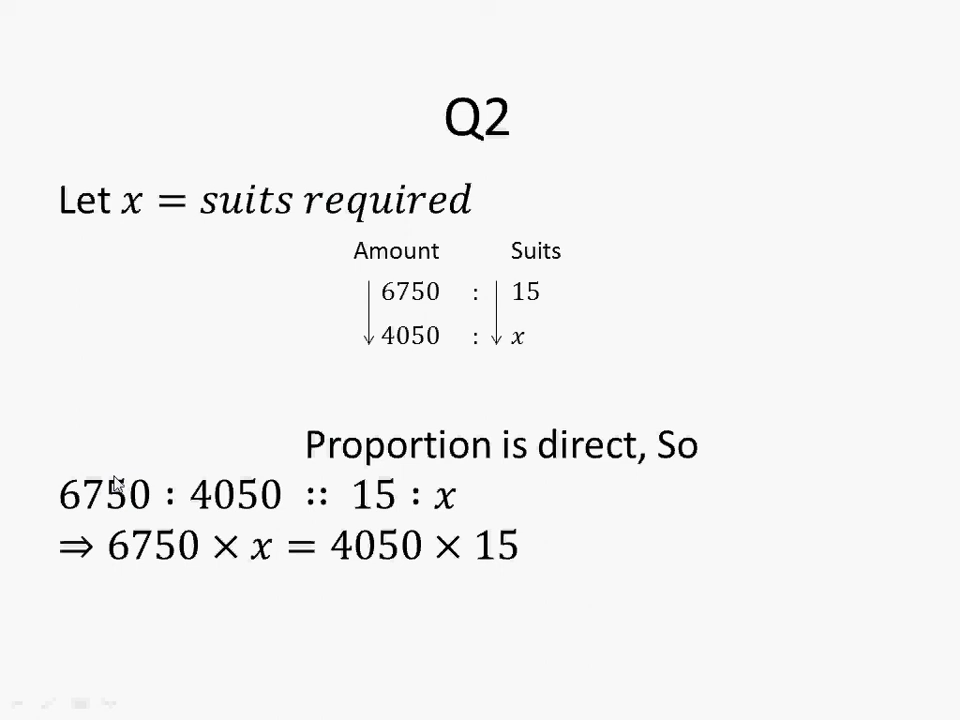 Q2
Let x = suits required
Amount Suits
6750 : 15
4050 : x
Proportion is direct, So
6750 : 4050 :: 15 : x
⇒ 6750 × x = 4050 × 15